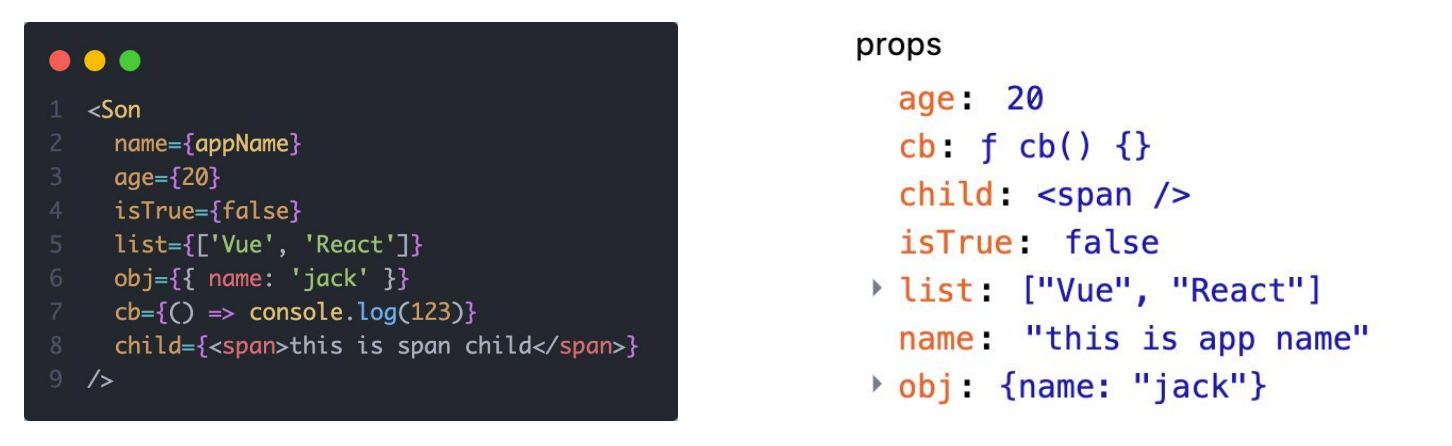 1 <Son
2   name={appName}
3   age={20}
4   isTrue={false}
5   list={['Vue', 'React']}
6   obj={{ name: 'jack' }}
7   cb={() => console.log(123)}
8   child={<span>this is span child</span>}
9 />
props
age: 20
cb: ƒ cb() {}
child: <span />
isTrue: false
list: ["Vue", "React"]
name: "this is app name"
obj: {name: "jack"}